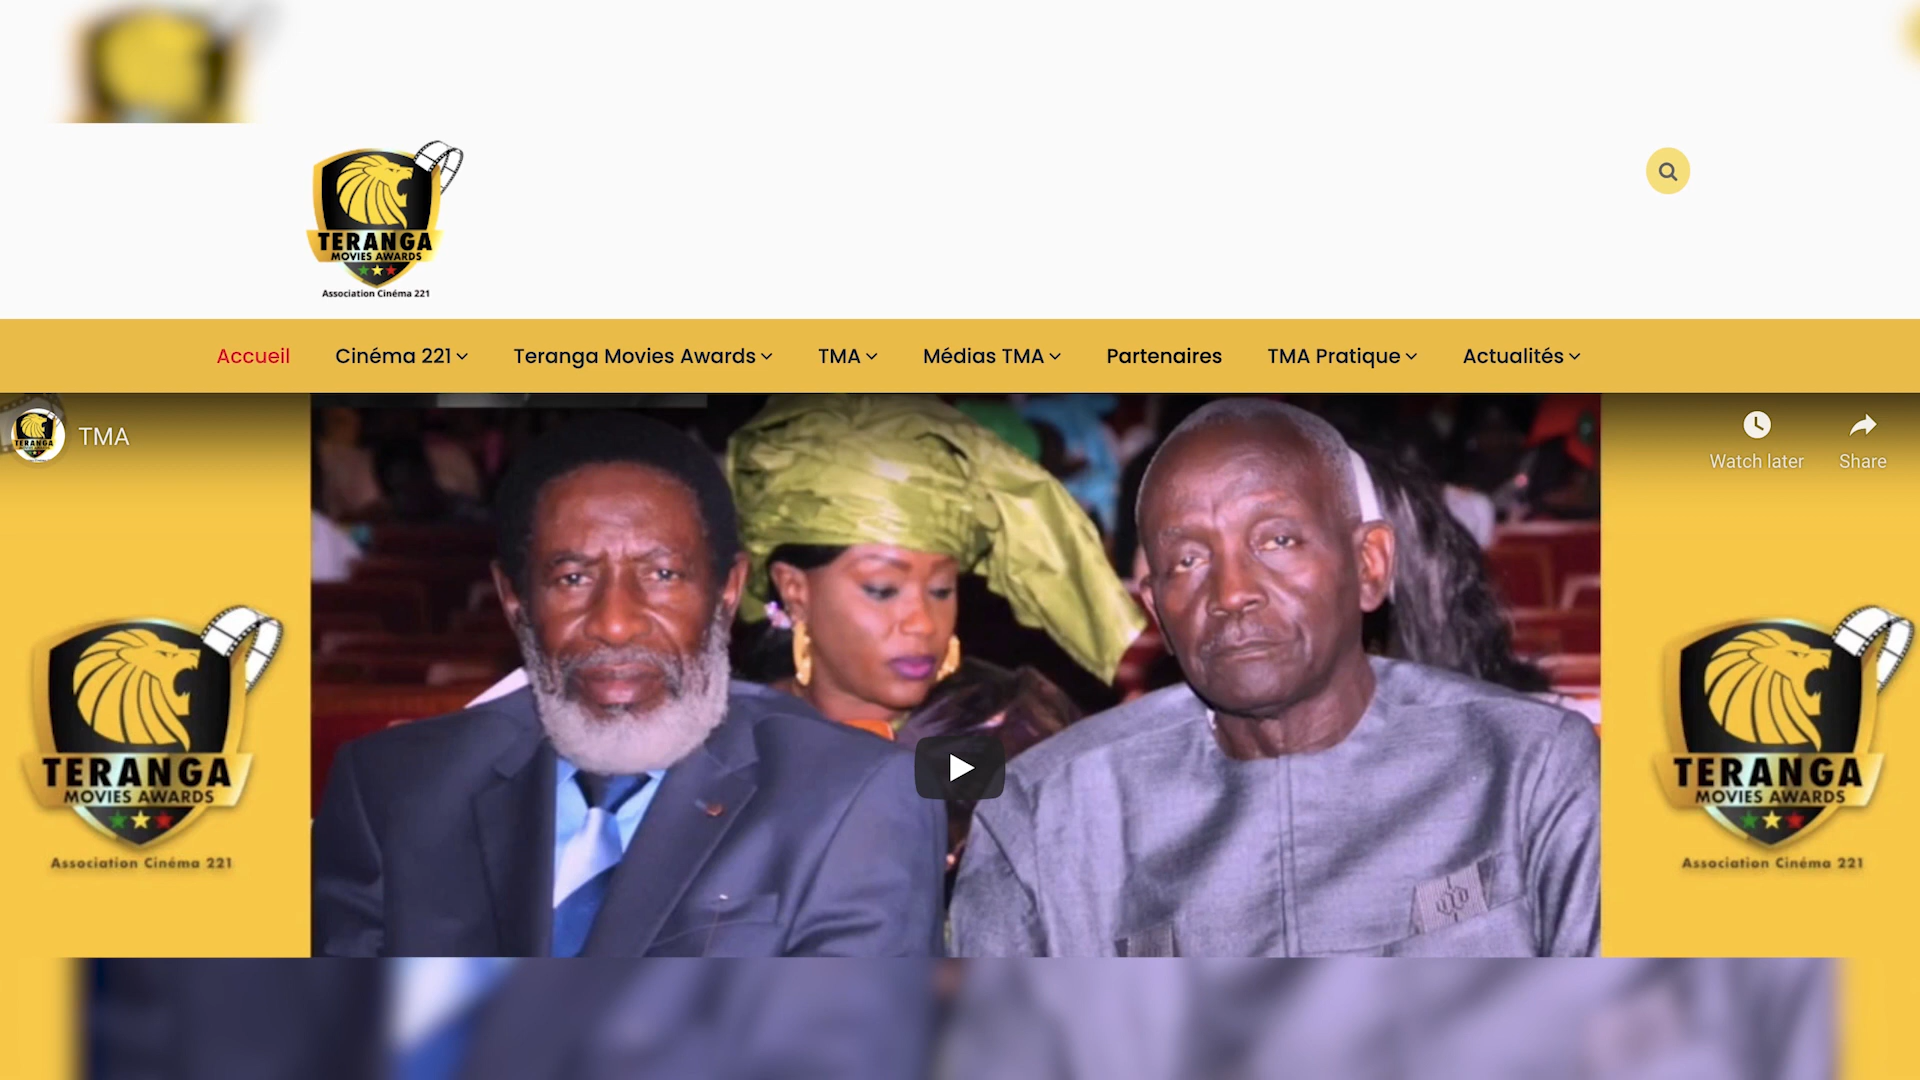 TERANGA
MOVIES AWARDS
Association Cinéma 221
Accueil
Cinéma 221
Teranga Movies Awards
TMA
Médias TMA
Partenaires
TMA Pratique
Actualités
TERANGA
TMA
Watch later
Share
TERANGA
MOVIES AWARDS
Association Cinéma 221
TERANGA
MOVIES AWARDS
Association Cinéma 221